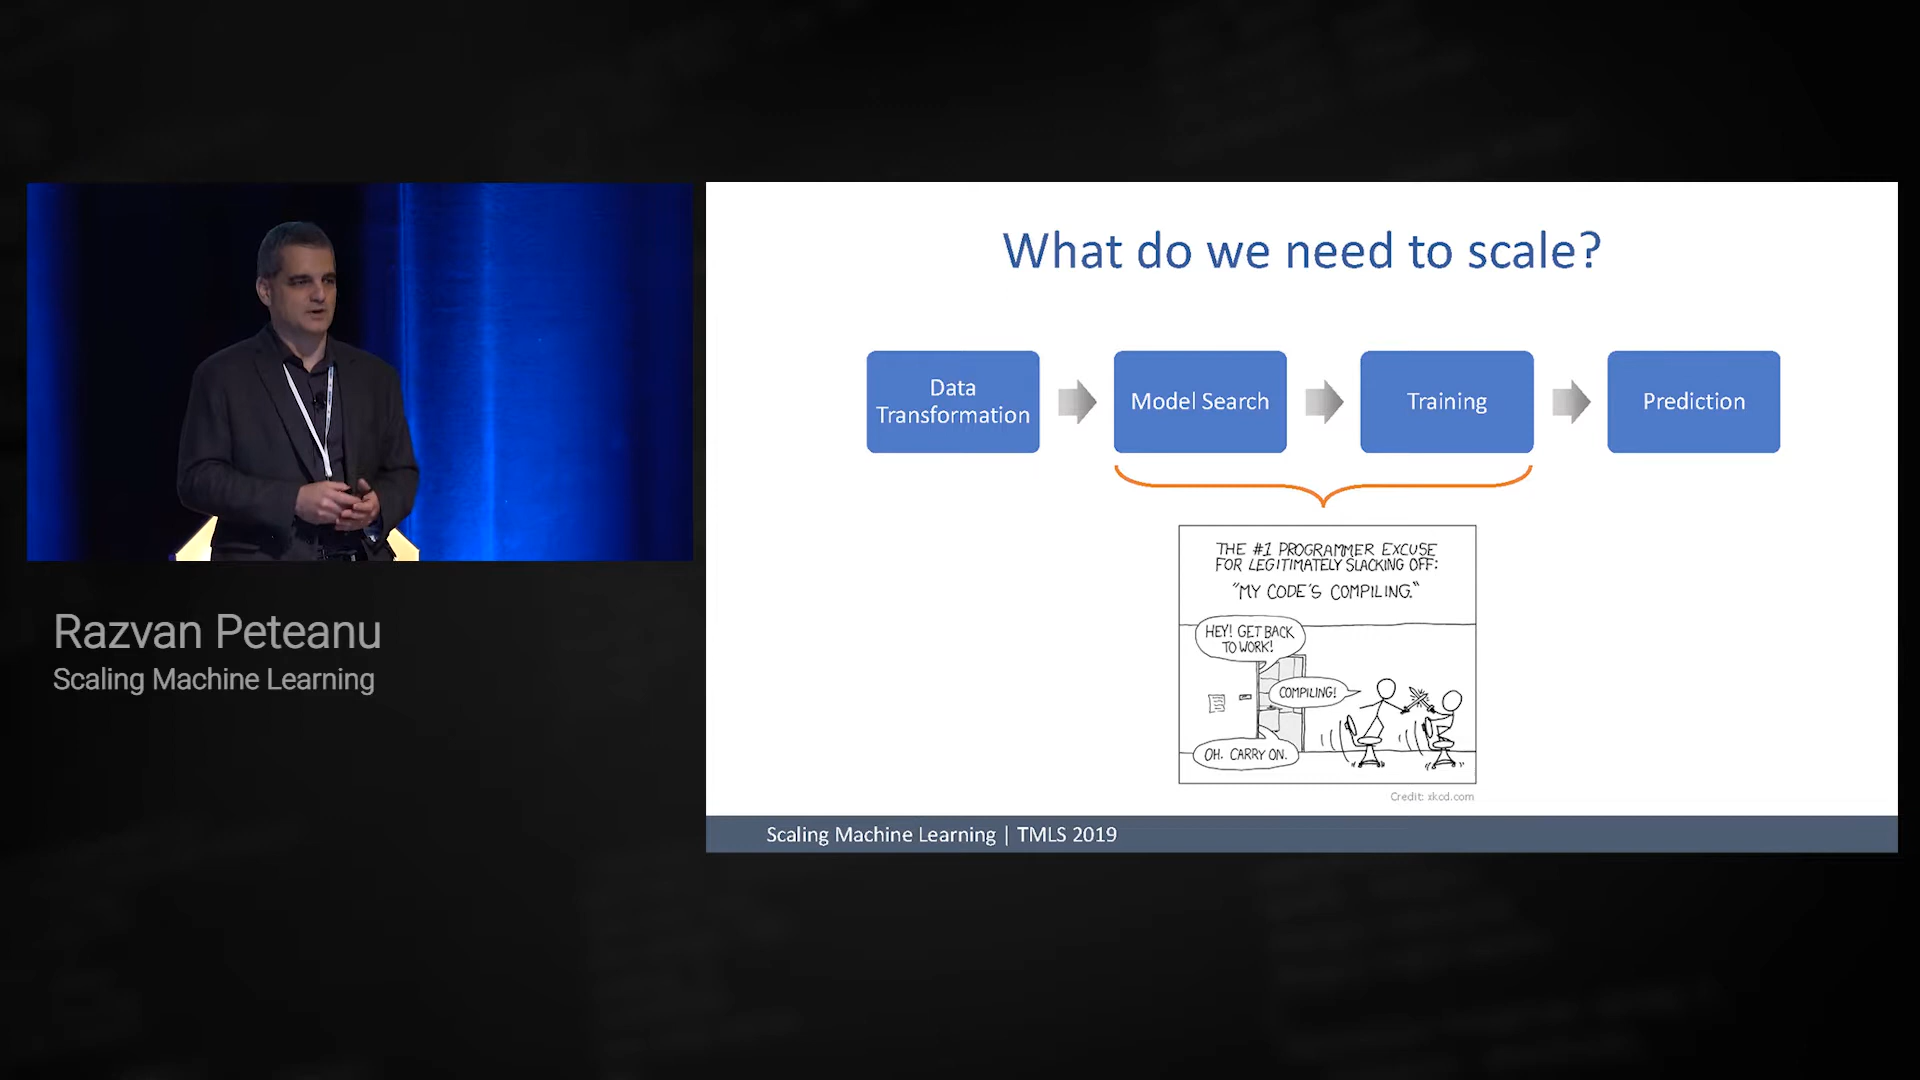 What do we need to scale?
Data
Transformation
Model Search
Training
Prediction
THE #1 PROGRAMMER EXCUSE
FOR LEGITIMATELY SLACKING OFF:
"MY CODE'S COMPILING."
HEY! GET BACK
TO WORK!
COMPILING!
OH. CARRY ON.
Credit: xkcd.com
Scaling Machine Learning | TMLS 2019
Razvan Peteanu
Scaling Machine Learning